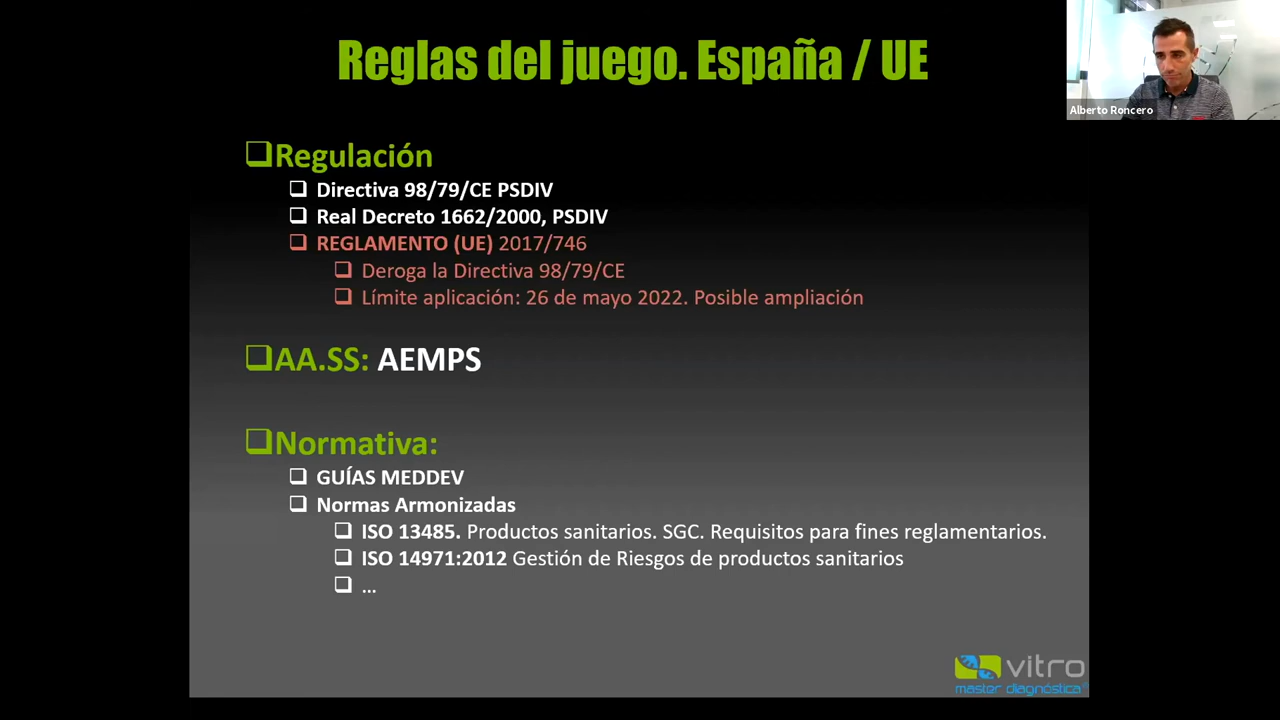 Reglas del juego. España / UE
Alberto Roncero
Regulación
Directiva 98/79/CE PSDIV
Real Decreto 1662/2000, PSDIV
REGLAMENTO (UE) 2017/746
Deroga la Directiva 98/79/CE
Límite aplicación: 26 de mayo 2022. Posible ampliación
AA.SS: AEMPS
Normativa:
GUÍAS MEDDEV
Normas Armonizadas
ISO 13485. Productos sanitarios. SGC. Requisitos para fines reglamentarios.
ISO 14971:2012 Gestión de Riesgos de productos sanitarios
...
vitro
master diagnóstica®